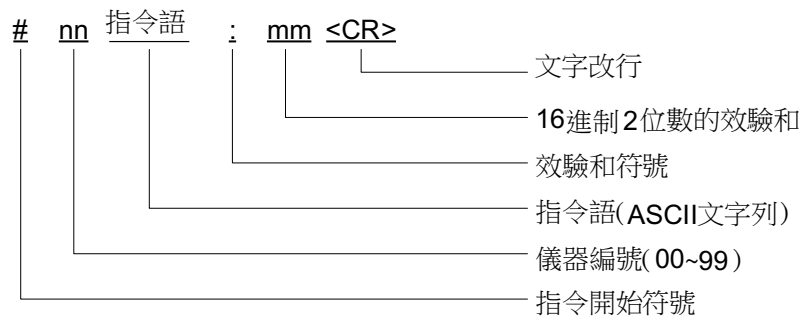 # nn 指令語 : mm <CR>
文字改行
16進制2位數的效驗和
效驗和符號
指令語(ASCII文字列)
儀器編號(00~99)
指令開始符號